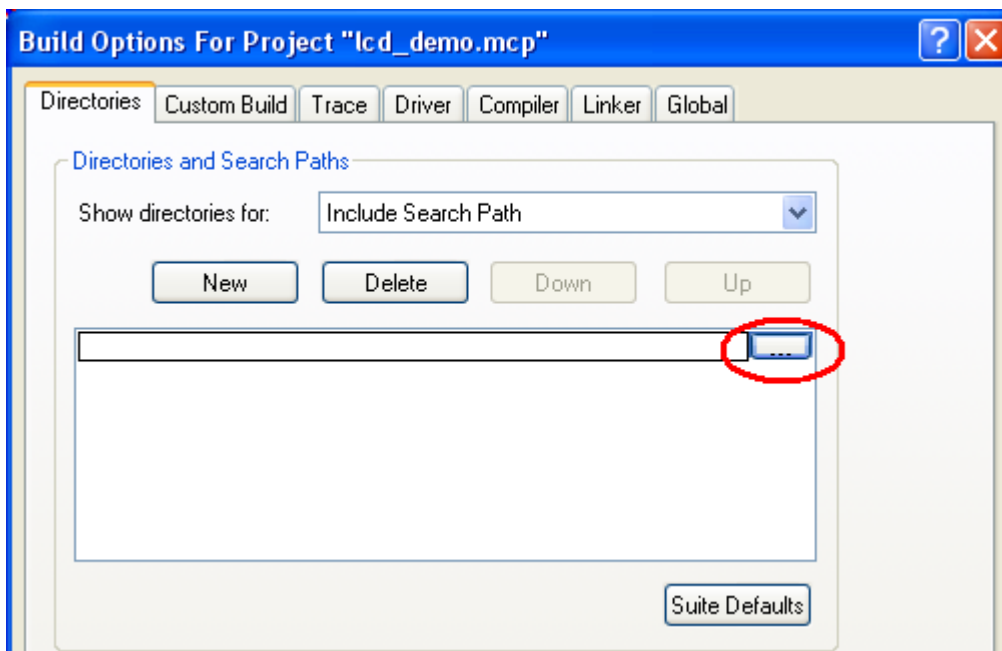 Build Options For Project "lcd_demo.mcp"
Directories Custom Build Trace Driver Compiler Linker Global
Directories and Search Paths
Show directories for: Include Search Path
New Delete Down Up
...
Suite Defaults